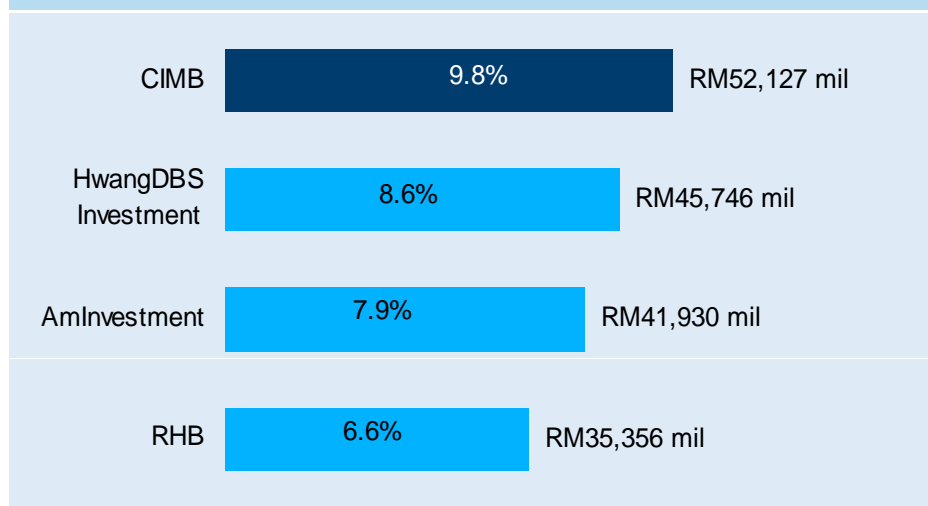 CIMB 9.8% RM52,127 mil
HwangDBS
Investment 8.6% RM45,746 mil
AmInvestment 7.9% RM41,930 mil
RHB 6.6% RM35,356 mil